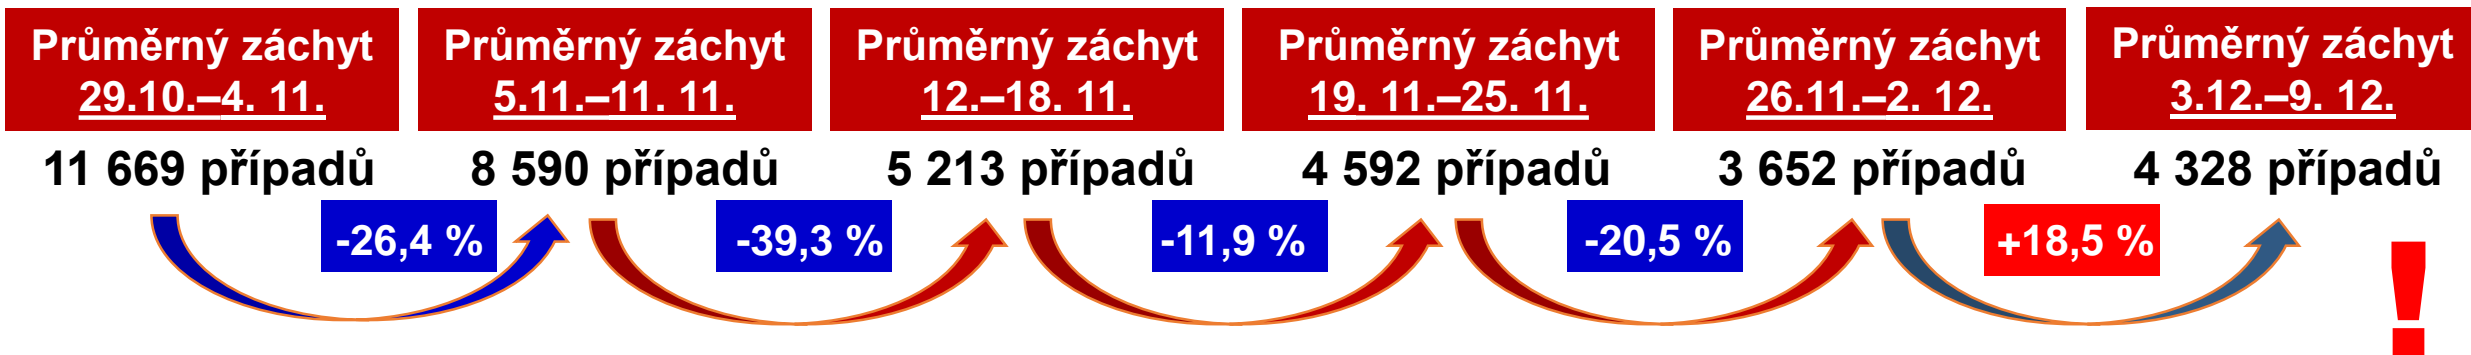 Průměrný záchyt
29.10.–4. 11.
11 669 případů
-26,4 %
Průměrný záchyt
5.11.–11. 11.
8 590 případů
-39,3 %
Průměrný záchyt
12.–18. 11.
5 213 případů
-11,9 %
Průměrný záchyt
19. 11.–25. 11.
4 592 případů
-20,5 %
Průměrný záchyt
26.11.–2. 12.
3 652 případů
+18,5 %
Průměrný záchyt
3.12.–9. 12.
4 328 případů
!